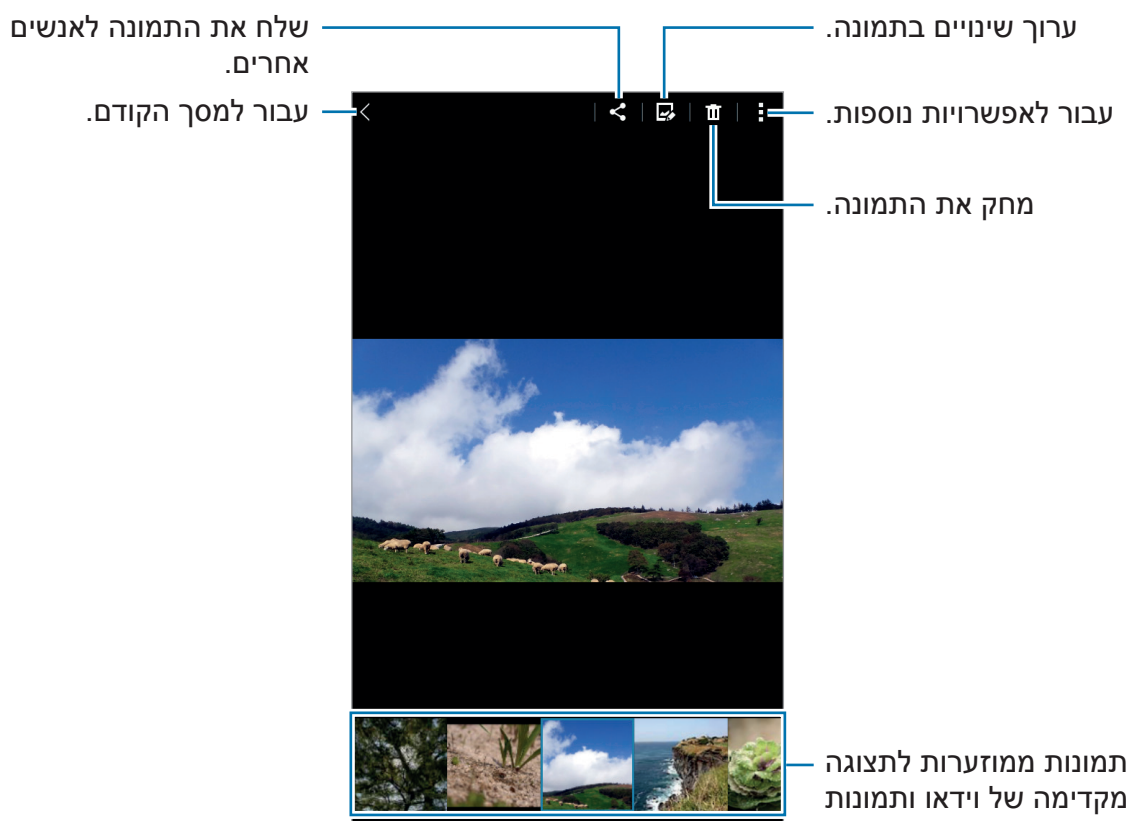 ערוך שינויים בתמונה.
שלח את התמונה לאנשים
אחרים.
עבור לאפשרויות נוספות.
עבור למסך הקודם.
מחק את התמונה.
תמונות ממוזערות לתצוגה
מקדימה של וידאו ותמונות